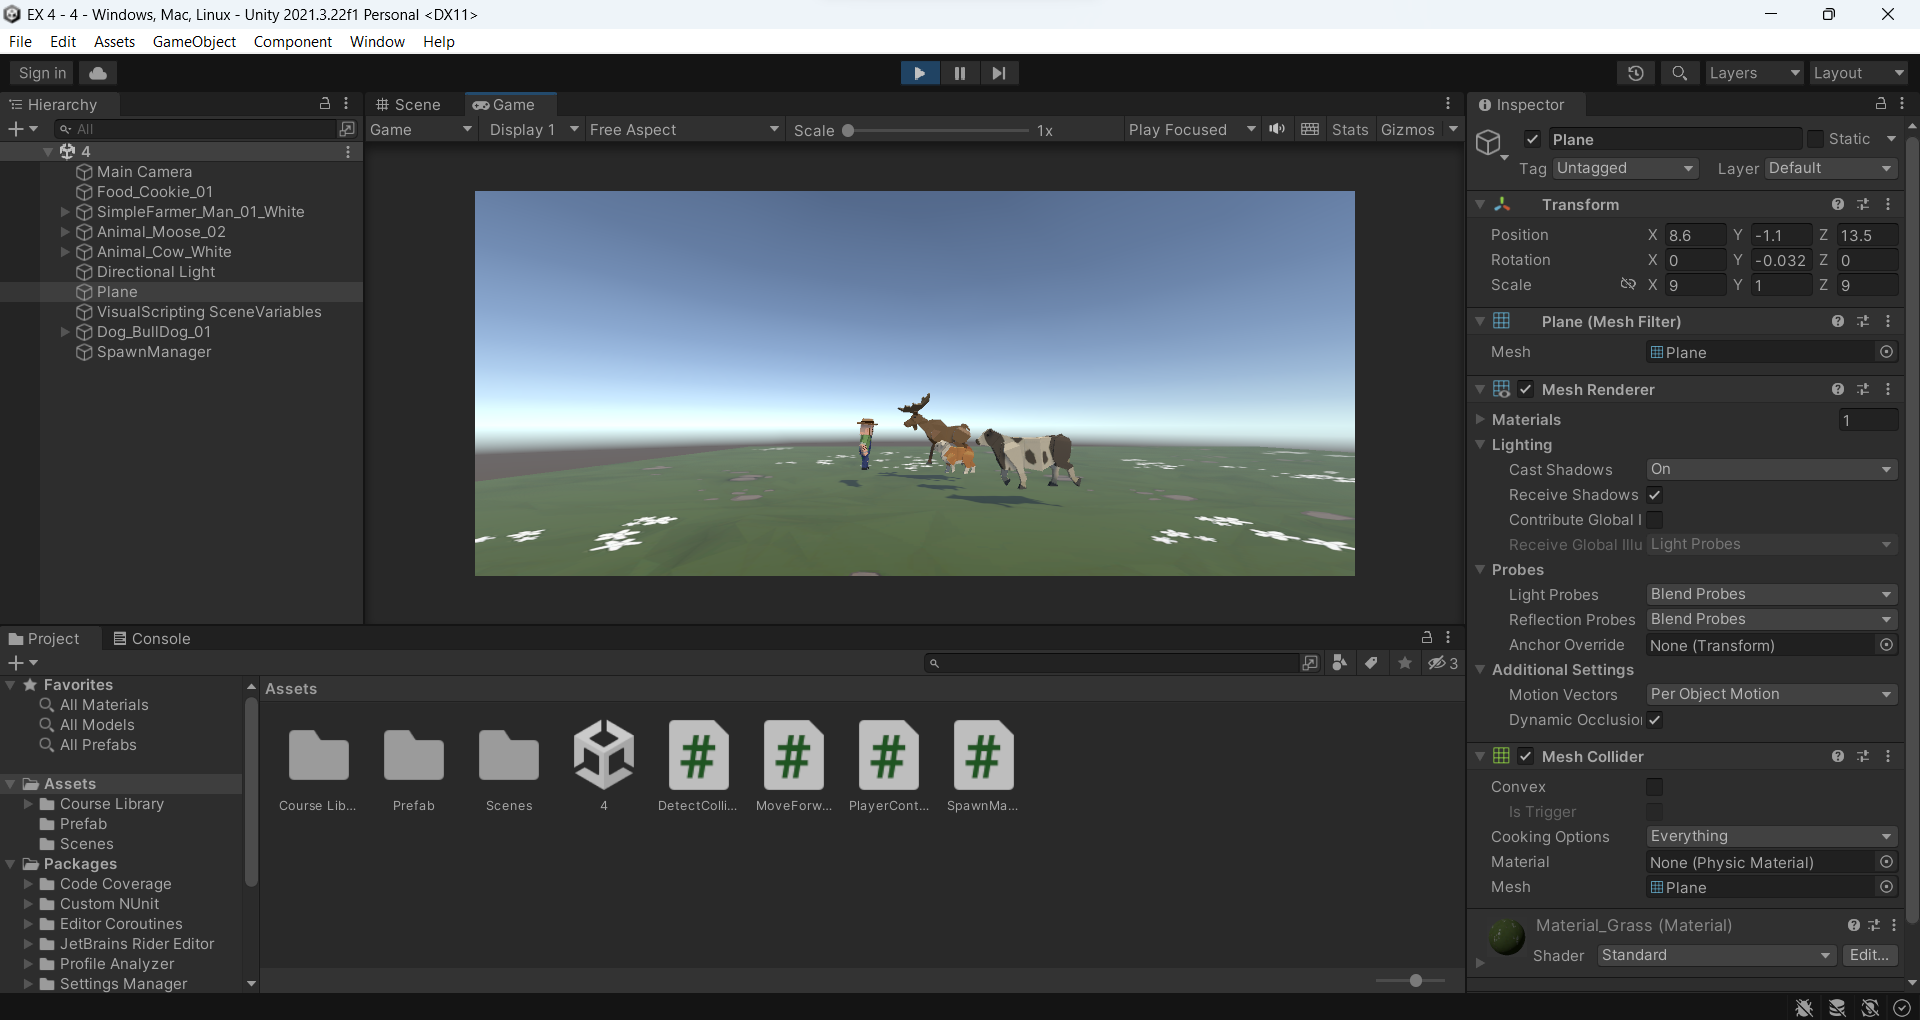 EX 4 - 4 - Windows, Mac, Linux - Unity 2021.3.22f1 Personal <DX11>
File Edit Assets GameObject Component Window Help
Sign in Layers Layout
Hierarchy
All
4
Main Camera
Food_Cookie_01
SimpleFarmer_Man_01_White
Animal_Moose_02
Animal_Cow_White
Directional Light
Plane
VisualScripting SceneVariables
Dog_BullDog_01
SpawnManager
Scene Game
Game Display 1 Free Aspect Scale 1x Play Focused Stats Gizmos
Inspector
Plane Static
Tag Untagged Layer Default
Transform
Position X 8.6 Y -1.1 Z 13.5
Rotation X 0 Y -0.032 Z 0
Scale X 9 Y 1 Z 9
Plane (Mesh Filter)
Mesh Plane
Mesh Renderer
Materials 1
Lighting
Cast Shadows On
Receive Shadows
Contribute Global I
Receive Global Illu Light Probes
Probes
Light Probes Blend Probes
Reflection Probes Blend Probes
Anchor Override None (Transform)
Additional Settings
Motion Vectors Per Object Motion
Dynamic Occlusion
Mesh Collider
Convex
Is Trigger
Cooking Options Everything
Material None (Physic Material)
Mesh Plane
Material_Grass (Material)
Shader Standard Edit...
Project Console
3
Favorites
All Materials
All Models
All Prefabs
Assets
Course Library
Prefab
Scenes
Packages
Code Coverage
Custom NUnit
Editor Coroutines
JetBrains Rider Editor
Profile Analyzer
Settings Manager
Assets
Course Lib... Prefab Scenes 4 DetectColli... MoveForw... PlayerCont... SpawnMa...